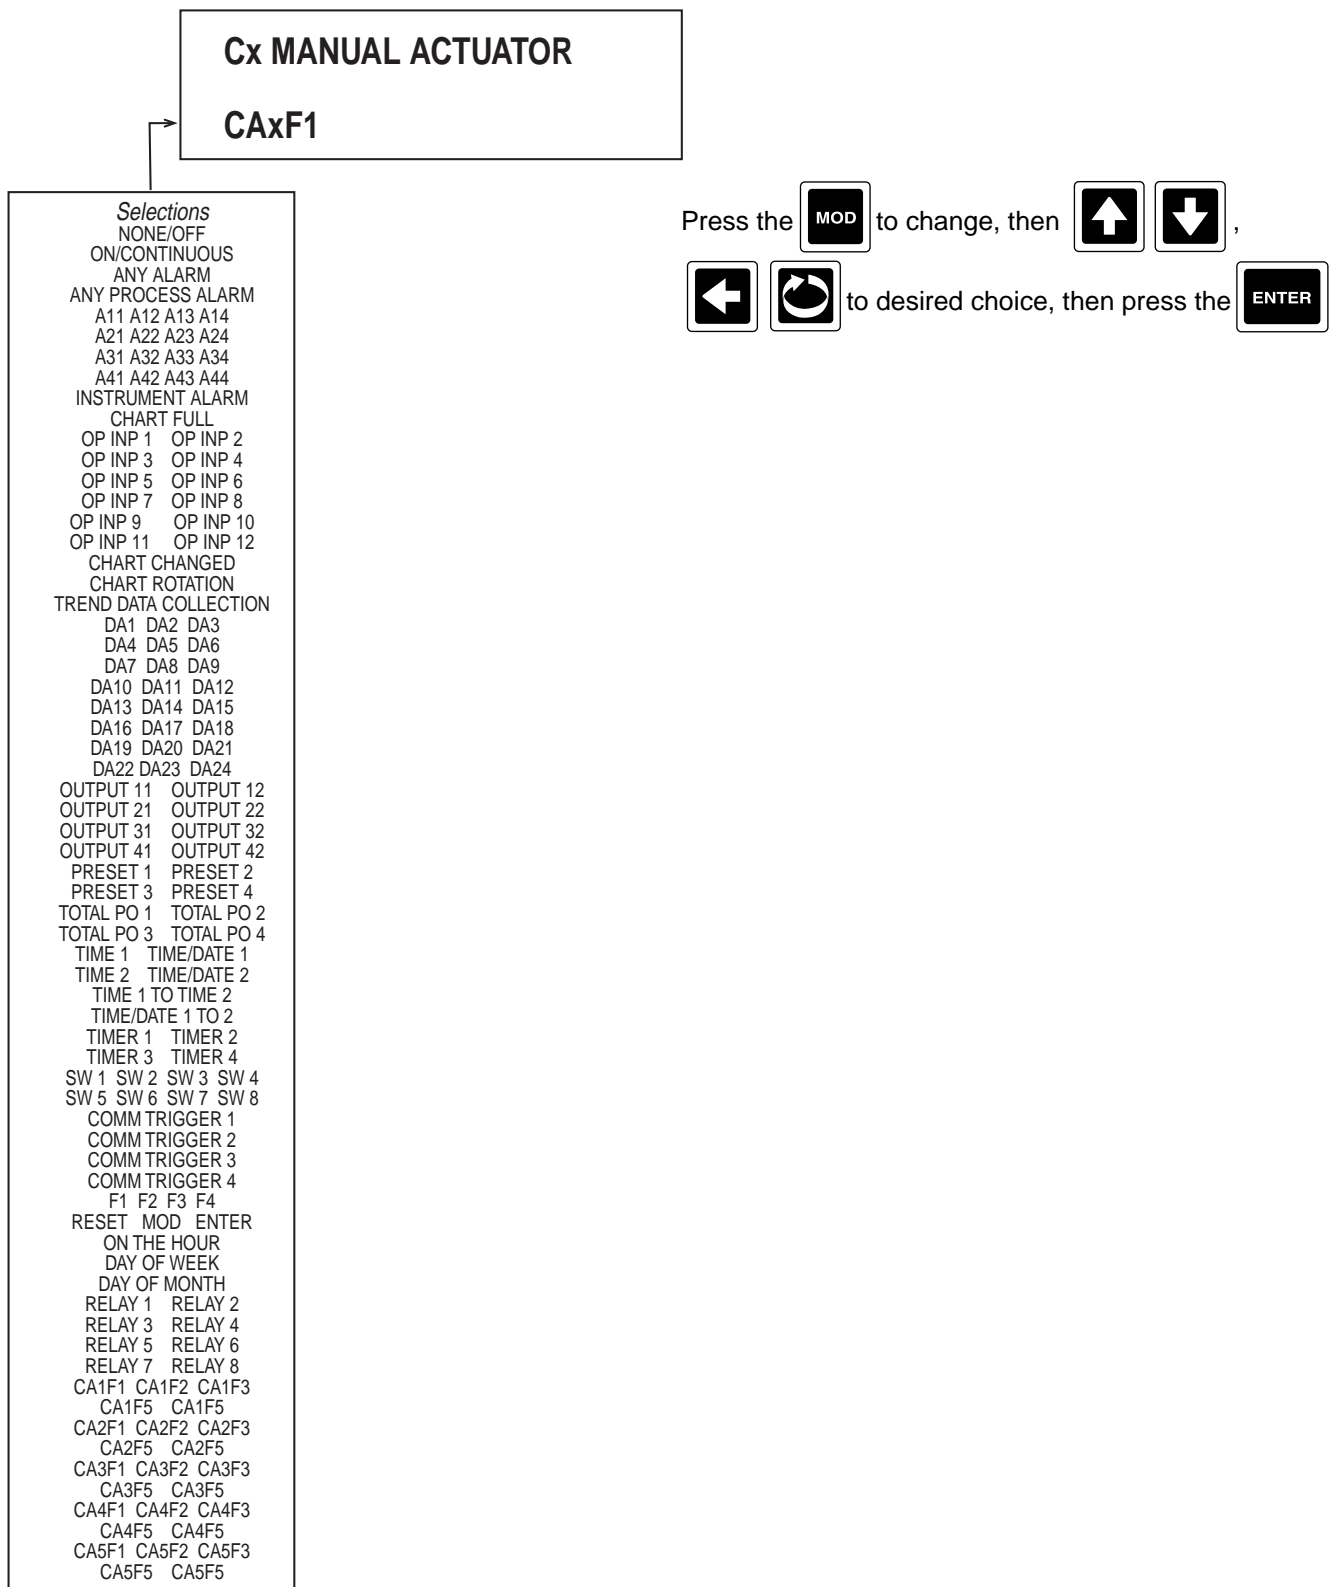 Cx MANUAL ACTUATOR
CAxF1
Press the MOD to change, then ,
to desired choice, then press the ENTER
Selections
NONE/OFF
ON/CONTINUOUS
ANY ALARM
ANY PROCESS ALARM
A11 A12 A13 A14
A21 A22 A23 A24
A31 A32 A33 A34
A41 A42 A43 A44
INSTRUMENT ALARM
CHART FULL
OP INP 1 OP INP 2
OP INP 3 OP INP 4
OP INP 5 OP INP 6
OP INP 7 OP INP 8
OP INP 9 OP INP 10
OP INP 11 OP INP 12
CHART CHANGED
CHART ROTATION
TREND DATA COLLECTION
DA1 DA2 DA3
DA4 DA5 DA6
DA7 DA8 DA9
DA10 DA11 DA12
DA13 DA14 DA15
DA16 DA17 DA18
DA19 DA20 DA21
DA22 DA23 DA24
OUTPUT 11 OUTPUT 12
OUTPUT 21 OUTPUT 22
OUTPUT 31 OUTPUT 32
OUTPUT 41 OUTPUT 42
PRESET 1 PRESET 2
PRESET 3 PRESET 4
TOTAL PO 1 TOTAL PO 2
TOTAL PO 3 TOTAL PO 4
TIME 1 TIME/DATE 1
TIME 2 TIME/DATE 2
TIME 1 TO TIME 2
TIME/DATE 1 TO 2
TIMER 1 TIMER 2
TIMER 3 TIMER 4
SW 1 SW 2 SW 3 SW 4
SW 5 SW 6 SW 7 SW 8
COMM TRIGGER 1
COMM TRIGGER 2
COMM TRIGGER 3
COMM TRIGGER 4
F1 F2 F3 F4
RESET MOD ENTER
ON THE HOUR
DAY OF WEEK
DAY OF MONTH
RELAY 1 RELAY 2
RELAY 3 RELAY 4
RELAY 5 RELAY 6
RELAY 7 RELAY 8
CA1F1 CA1F2 CA1F3
CA1F5 CA1F5
CA2F1 CA2F2 CA2F3
CA2F5 CA2F5
CA3F1 CA3F2 CA3F3
CA3F5 CA3F5
CA4F1 CA4F2 CA4F3
CA4F5 CA4F5
CA5F1 CA5F2 CA5F3
CA5F5 CA5F5